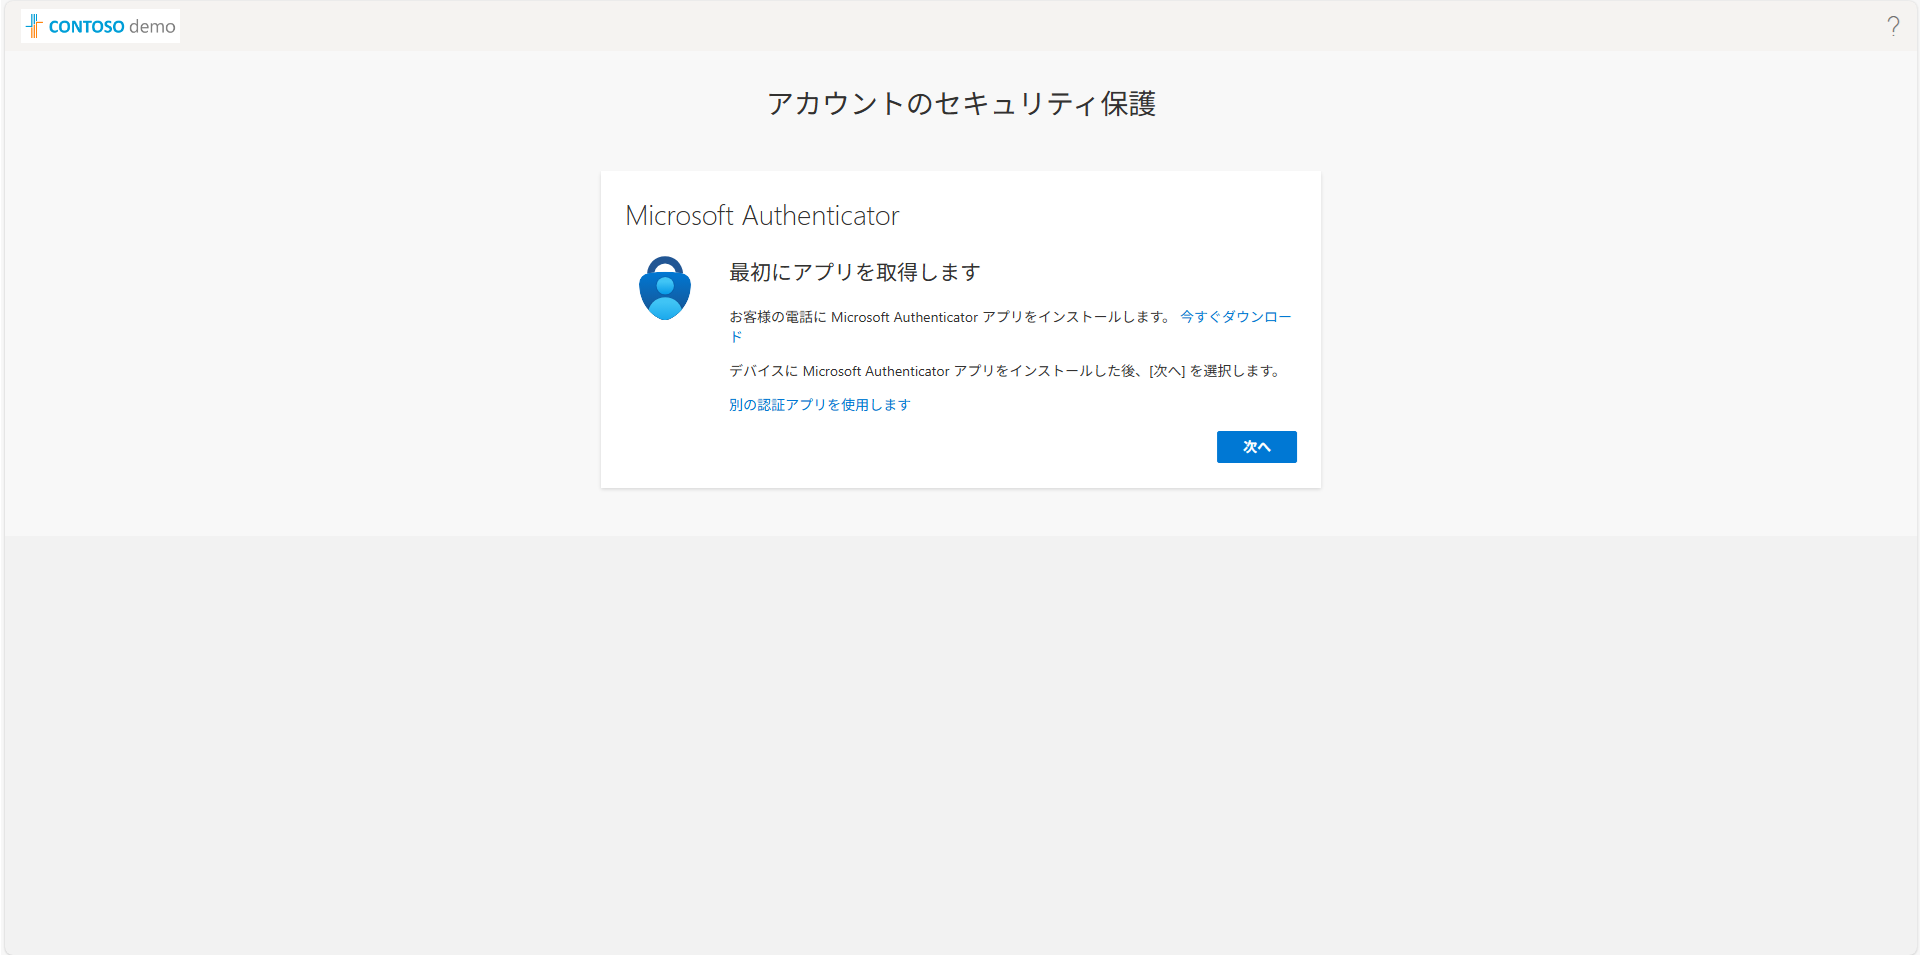 CONTOSO demo
?
アカウントのセキュリティ保護
Microsoft Authenticator
最初にアプリを取得します
お客様の電話に Microsoft Authenticator アプリをインストールします。 今すぐダウンロー
ド
デバイスに Microsoft Authenticator アプリをインストールした後、[次へ] を選択します。
別の認証アプリを使用します
次へ